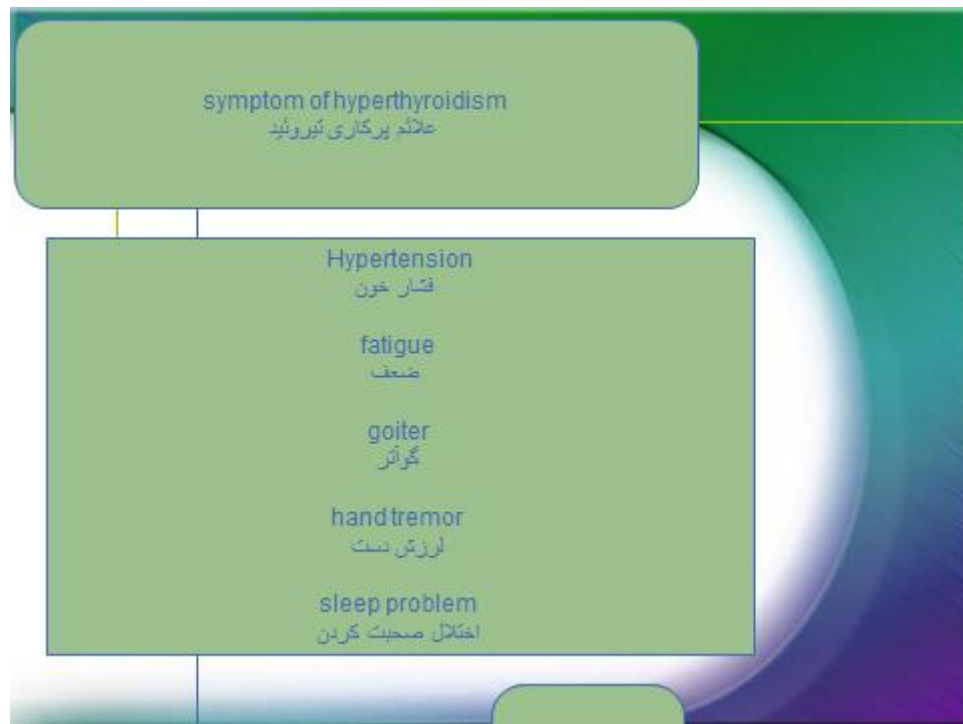 symptom of hyperthyroidism
علائم پرکاری تیروئید
Hypertension
فشار خون
fatigue
ضعف
goiter
گوآتر
hand tremor
لرزش دست
sleep problem
اختلال صحبت کردن